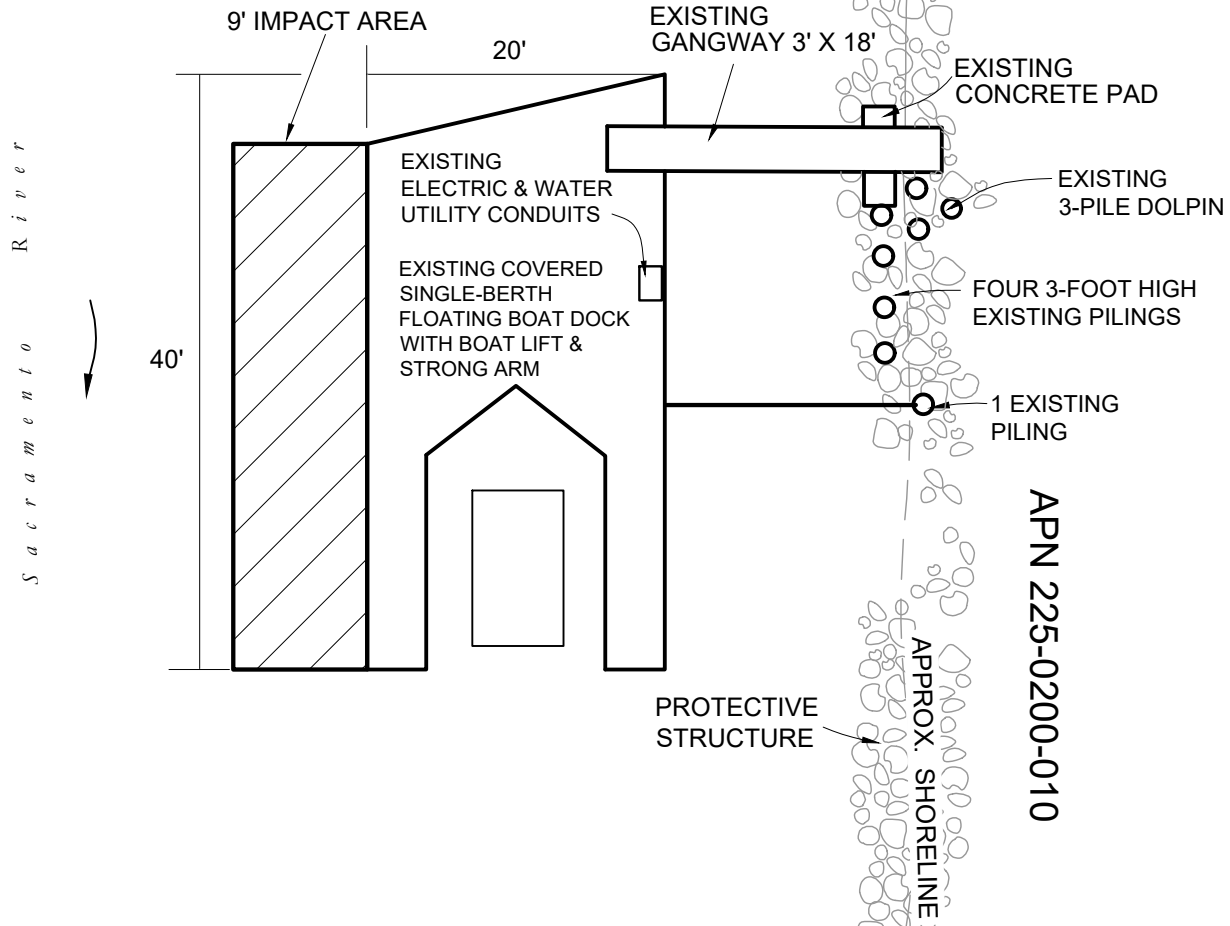 9' IMPACT AREA
20'
EXISTING
GANGWAY 3' X 18'
EXISTING
CONCRETE PAD
EXISTING
ELECTRIC & WATER
UTILITY CONDUITS
EXISTING
3-PILE DOLPIN
Sacramento River
40'
EXISTING COVERED
SINGLE-BERTH
FLOATING BOAT DOCK
WITH BOAT LIFT &
STRONG ARM
FOUR 3-FOOT HIGH
EXISTING PILINGS
1 EXISTING
PILING
APN 225-0200-010
PROTECTIVE
STRUCTURE
APPROX. SHORELINE